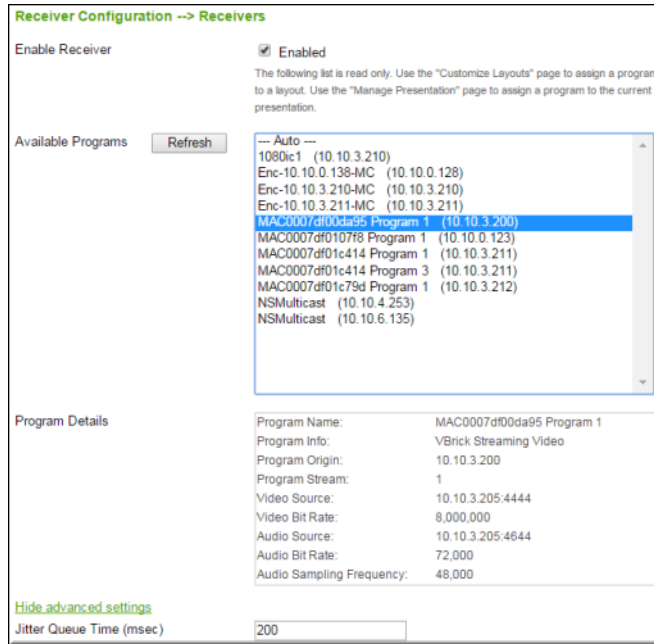 Receiver Configuration --> Receivers
Enable Receiver
Enabled
The following list is read only. Use the "Customize Layouts" page to assign a program
to a layout. Use the "Manage Presentation" page to assign a program to the current
presentation.
Available Programs
Refresh
--- Auto ---
1080ic1 (10.10.3.210)
Enc-10.10.0.138-MC (10.10.0.128)
Enc-10.10.3.210-MC (10.10.3.210)
Enc-10.10.3.211-MC (10.10.3.211)
MAC0007df00da95 Program 1 (10.10.3.200)
MAC0007df0107f8 Program 1 (10.10.0.123)
MAC0007df01c414 Program 1 (10.10.3.211)
MAC0007df01c414 Program 3 (10.10.3.211)
MAC0007df01c79d Program 1 (10.10.3.212)
NSMulticast (10.10.4.253)
NSMulticast (10.10.6.135)
Program Details
Program Name: MAC0007df00da95 Program 1
Program Info: VBrick Streaming Video
Program Origin: 10.10.3.200
Program Stream: 1
Video Source: 10.10.3.205:4444
Video Bit Rate: 8,000,000
Audio Source: 10.10.3.205:4644
Audio Bit Rate: 72,000
Audio Sampling Frequency: 48,000
Hide advanced settings
Jitter Queue Time (msec) 200